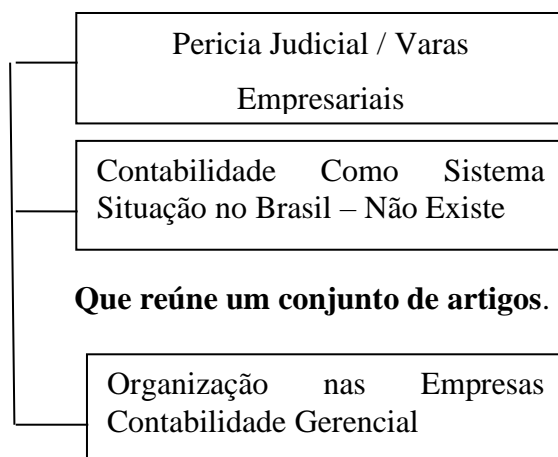 Pericia Judicial / Varas
Empresariais
Contabilidade Como Sistema
Situação no Brasil – Não Existe
Que reúne um conjunto de artigos.
Organização nas Empresas
Contabilidade Gerencial